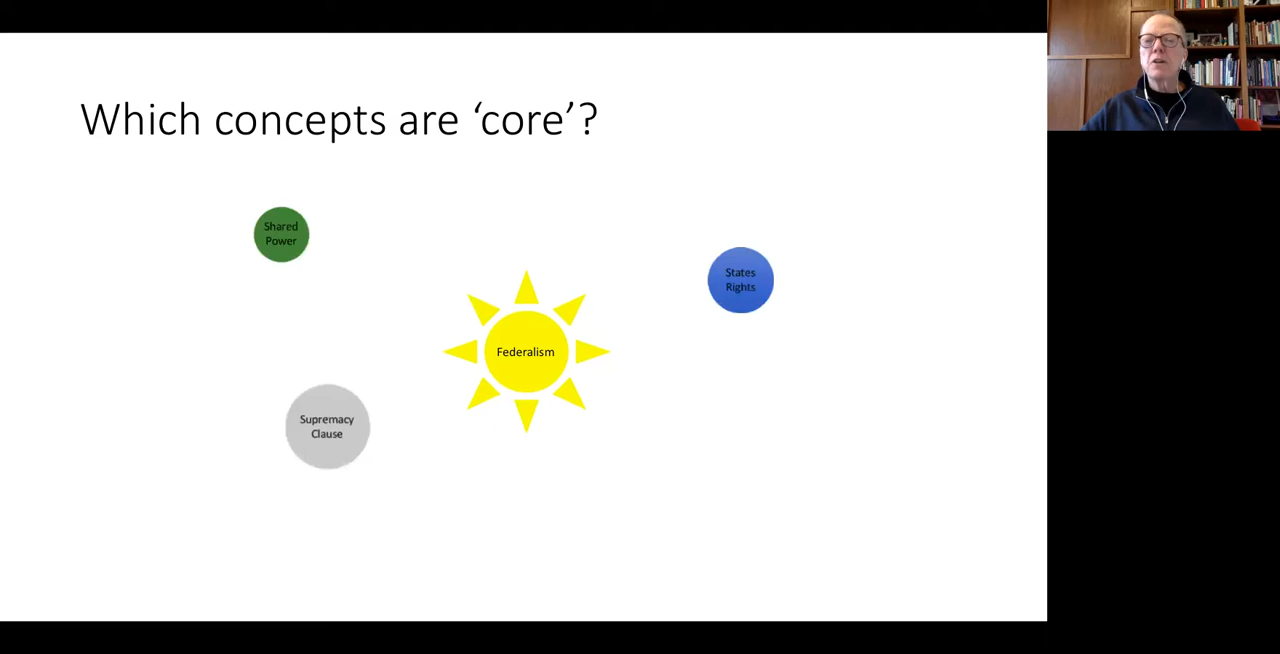 Which concepts are ‘core’?
Shared
Power
States
Rights
Federalism
Supremacy
Clause